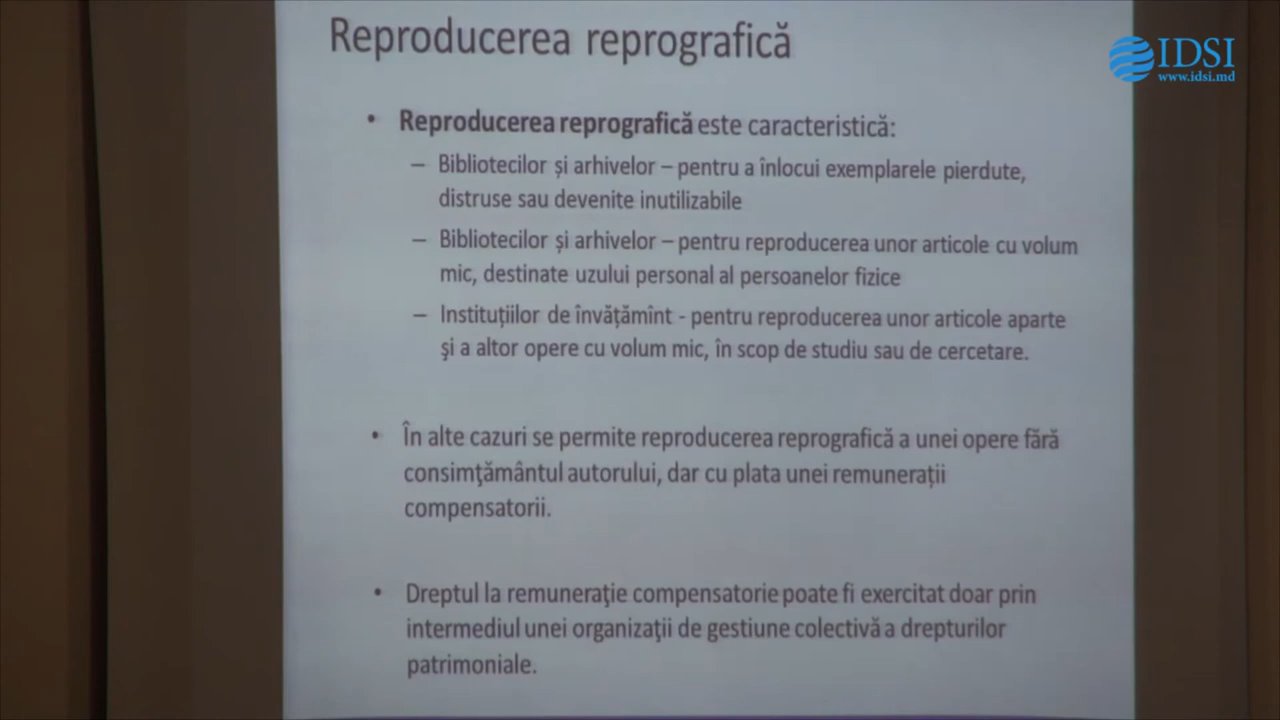 Reproducerea reprografică
IDSI
www.idsi.md
• Reproducerea reprografică este caracteristică:
– Bibliotecilor și arhivelor – pentru a înlocui exemplarele pierdute,
distruse sau devenite inutilizabile
– Bibliotecilor și arhivelor – pentru reproducerea unor articole cu volum
mic, destinate uzului personal al persoanelor fizice
– Instituțiilor de învățămînt - pentru reproducerea unor articole aparte
şi a altor opere cu volum mic, în scop de studiu sau de cercetare.
• În alte cazuri se permite reproducerea reprografică a unei opere fără
consimţământul autorului, dar cu plata unei remunerații
compensatorii.
• Dreptul la remuneraţie compensatorie poate fi exercitat doar prin
intermediul unei organizaţii de gestiune colectivă a drepturilor
patrimoniale.